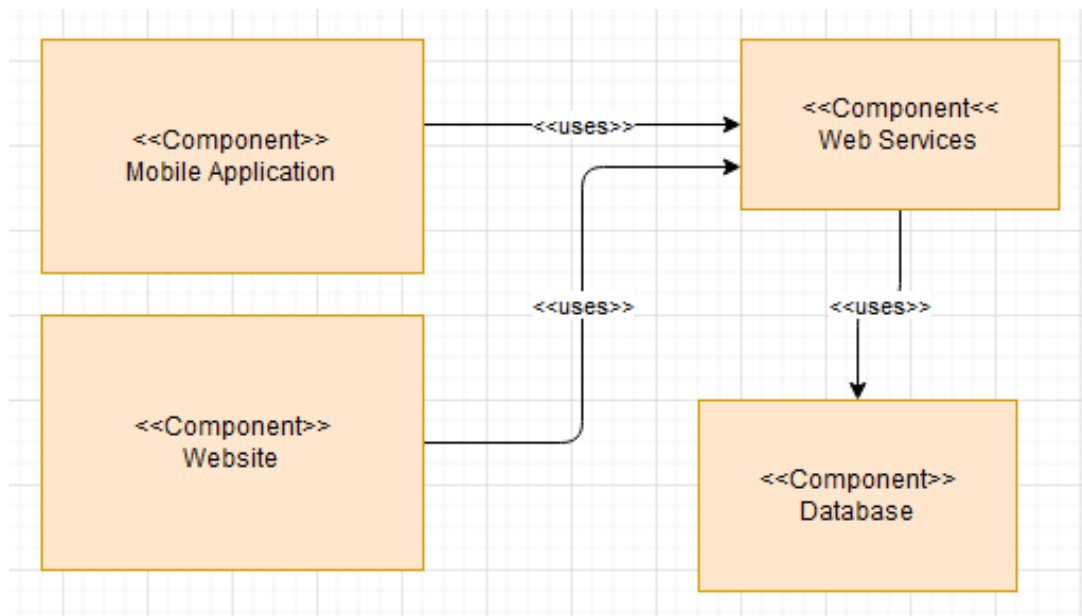 <<Component>>
Mobile Application
<<uses>>
<<Component<<
Web Services
<<Component>>
Website
<<uses>>
<<uses>>
<<Component>>
Database